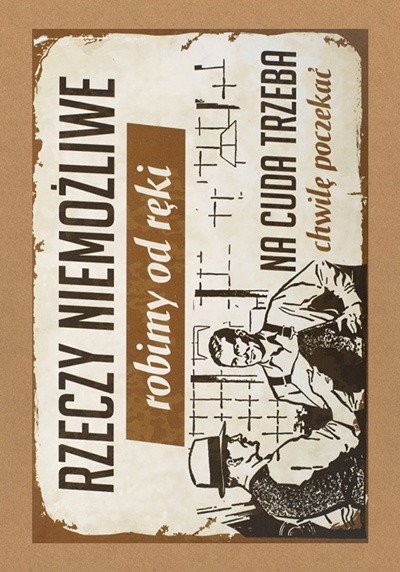 RZECZY NIEMOŻLIWE
robimy od ręki
NA CUDA TRZEBA
chwilę poczekać